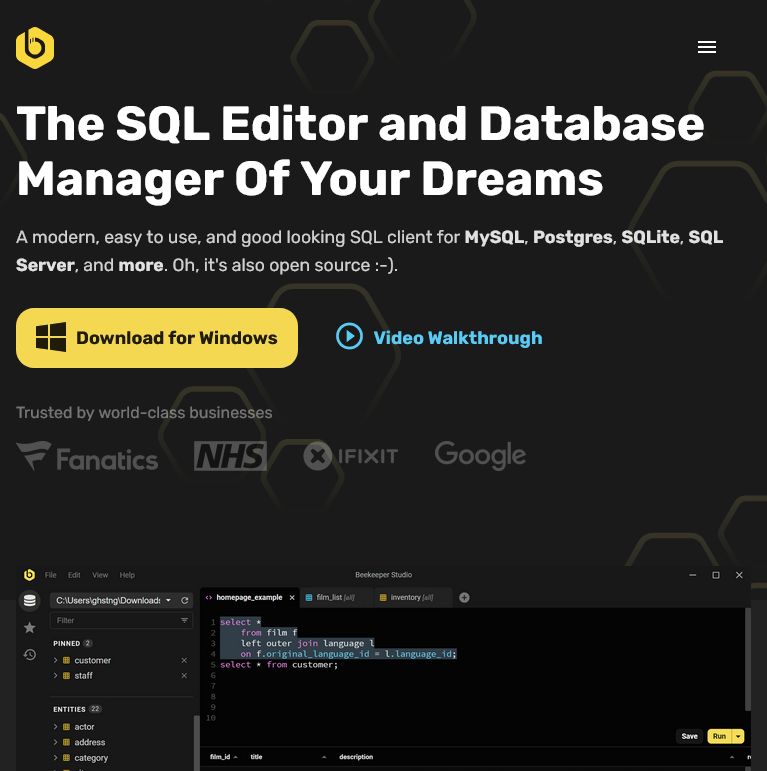 The SQL Editor and Database
Manager Of Your Dreams
A modern, easy to use, and good looking SQL client for MySQL, Postgres, SQLite, SQL
Server, and more. Oh, it's also open source :-).
Download for Windows
Video Walkthrough
Trusted by world-class businesses
Fanatics
NHS
IFIXIT
Google
File Edit View Help
Beekeeper Studio
C:\Users\ghstng\Downloads
homepage_example
film_list [all]
inventory [all]
Filter
PINNED 2
customer
staff
ENTITIES 22
actor
address
category
1 select *
2 from film f
3 left outer join language l
4 on f.original_language_id = l.language_id;
5 select * from customer;
6
7
8
9
10
Save
Run
film_id
title
description